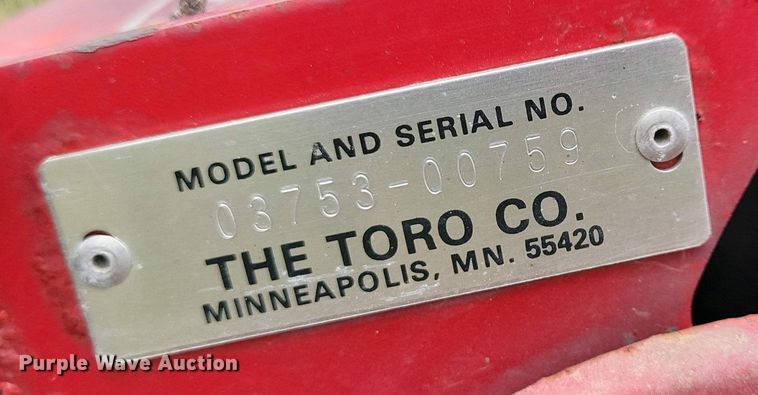 MODEL AND SERIAL NO.
03753-00759
THE TORO CO.
MINNEAPOLIS, MN. 55420
Purple Wave Auction